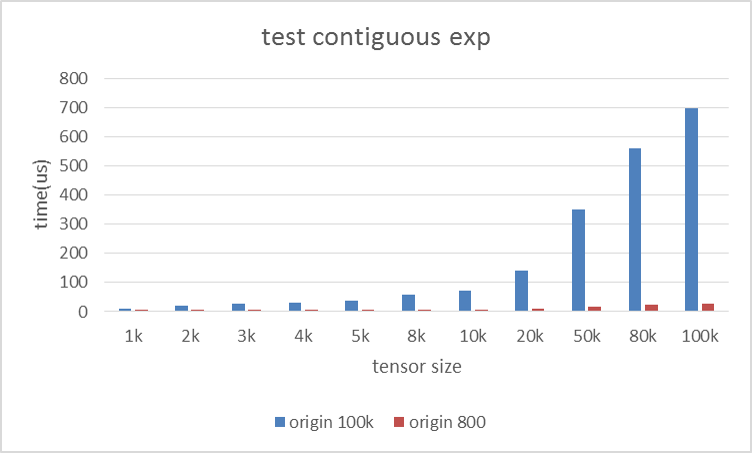 test contiguous exp
800
700
600
500
400
300
200
100
0
time(us)
1k 2k 3k 4k 5k 8k 10k 20k 50k 80k 100k
tensor size
origin 100k origin 800